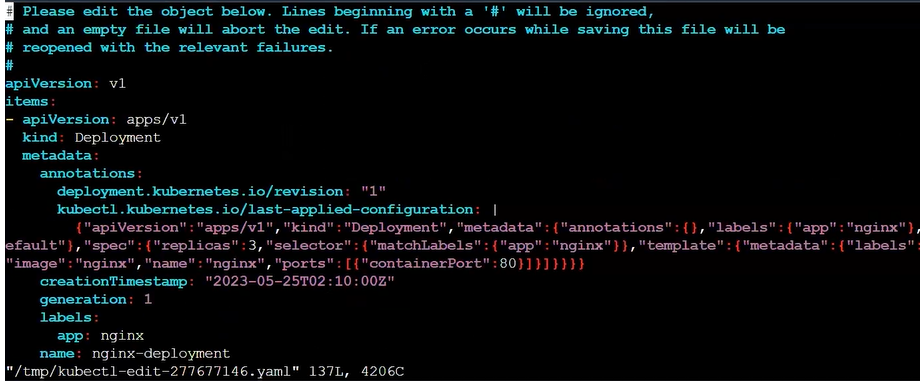 # Please edit the object below. Lines beginning with a '#' will be ignored,
# and an empty file will abort the edit. If an error occurs while saving this file will be
# reopened with the relevant failures.
#
apiVersion: v1
items:
- apiVersion: apps/v1
  kind: Deployment
  metadata:
    annotations:
      deployment.kubernetes.io/revision: "1"
      kubectl.kubernetes.io/last-applied-configuration: |
        {"apiVersion":"apps/v1","kind":"Deployment","metadata":{"annotations":{},"labels":{"app":"nginx"},
efault"},"spec":{"replicas":3,"selector":{"matchLabels":{"app":"nginx"}},"template":{"metadata":{"labels":
"image":"nginx","name":"nginx","ports":[{"containerPort":80}]}]}}}}
    creationTimestamp: "2023-05-25T02:10:00Z"
    generation: 1
    labels:
      app: nginx
    name: nginx-deployment
"/tmp/kubectl-edit-277677146.yaml" 137L, 4206C